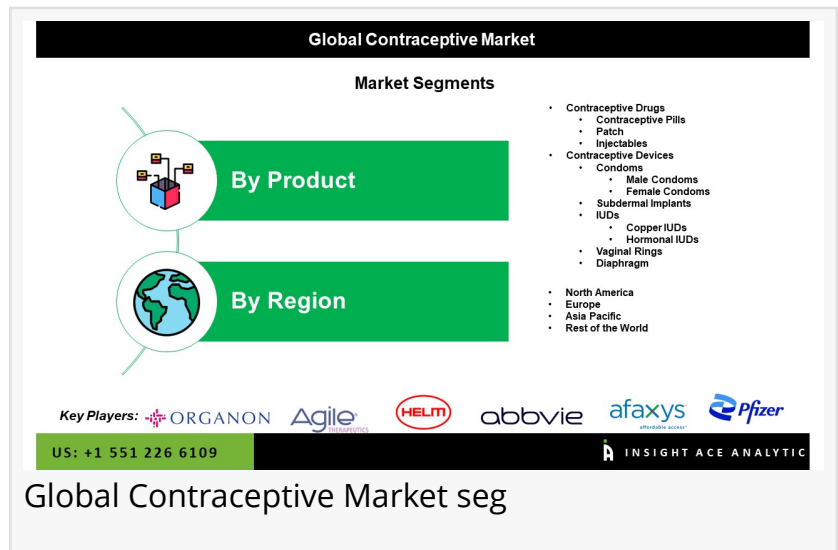 Global Contraceptive Market
Market Segments
By Product
• Contraceptive Drugs
• Contraceptive Pills
• Patch
• Injectables
• Contraceptive Devices
• Condoms
• Male Condoms
• Female Condoms
• Subdermal Implants
• IUDs
• Copper IUDs
• Hormonal IUDs
• Vaginal Rings
• Diaphragm
By Region
• North America
• Europe
• Asia Pacific
• Rest of the World
Key Players: ORGANON Agile THERAPEUTICS HELM abbvie afaxys affordable access Pfizer
US: +1 551 226 6109 INSIGHT ACE ANALYTIC
Global Contraceptive Market seg